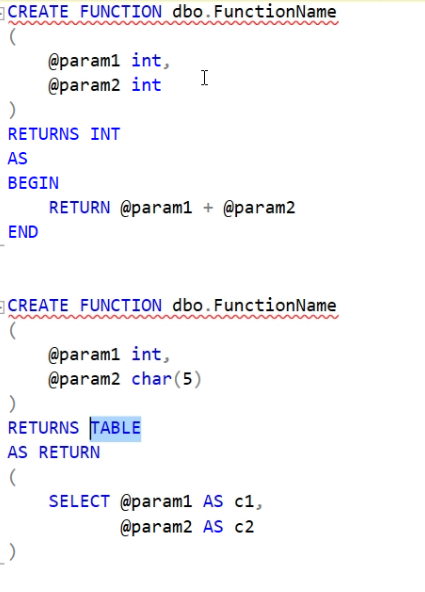 CREATE FUNCTION dbo.FunctionName
(
@param1 int,
@param2 int
)
RETURNS INT
AS
BEGIN
RETURN @param1 + @param2
END
CREATE FUNCTION dbo.FunctionName
(
@param1 int,
@param2 char(5)
)
RETURNS TABLE
AS RETURN
(
SELECT @param1 AS c1,
@param2 AS c2
)